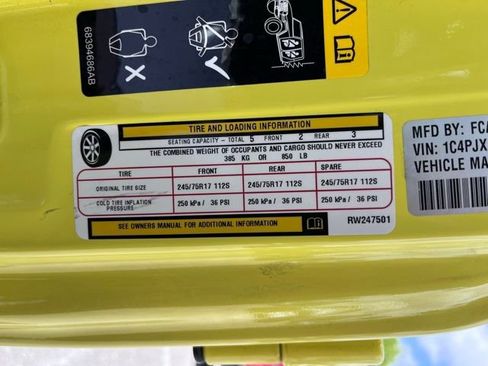 68394686AB
TIRE AND LOADING INFORMATION
SEATING CAPACITY - TOTAL 5 FRONT 2 REAR 3
THE COMBINED WEIGHT OF OCCUPANTS AND CARGO SHOULD NEVER EXCEED
385 KG OR 850 LB
TIRE FRONT REAR SPARE
ORIGINAL TIRE SIZE 245/75R17 112S 245/75R17 112S 245/75R17 112S
COLD TIRE INFLATION PRESSURE 250 kPa / 36 PSI 250 kPa / 36 PSI 250 kPa / 36 PSI
SEE OWNERS MANUAL FOR ADDITIONAL INFORMATION
RW247501
MFD BY: FCA
VIN: 1C4PJX
VEHICLE MA